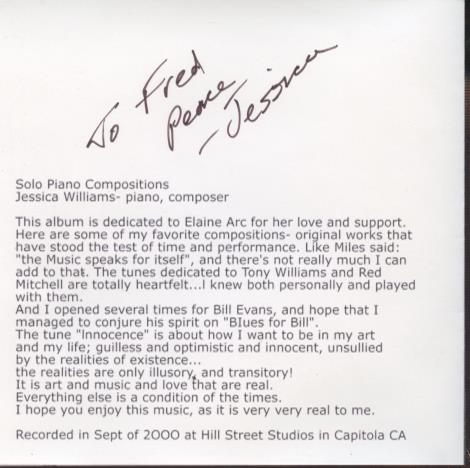 To Fred
Peace
-Jessica
Solo Piano Compositions
Jessica Williams- piano, composer
This album is dedicated to Elaine Arc for her love and support.
Here are some of my favorite compositions- original works that
have stood the test of time and performance. Like Miles said:
"the Music speaks for itself", and there's not really much I can
add to that. The tunes dedicated to Tony Williams and Red
Mitchell are totally heartfelt...I knew both personally and played
with them.
And I opened several times for Bill Evans, and hope that I
managed to conjure his spirit on "Blues for Bill".
The tune "Innocence" is about how I want to be in my art
and my life; guilless and optimistic and innocent, unsullied
by the realities of existence...
the realities are only illusory, and transitory!
It is art and music and love that are real.
Everything else is a condition of the times.
I hope you enjoy this music, as it is very very real to me.
Recorded in Sept of 2000 at Hill Street Studios in Capitola CA